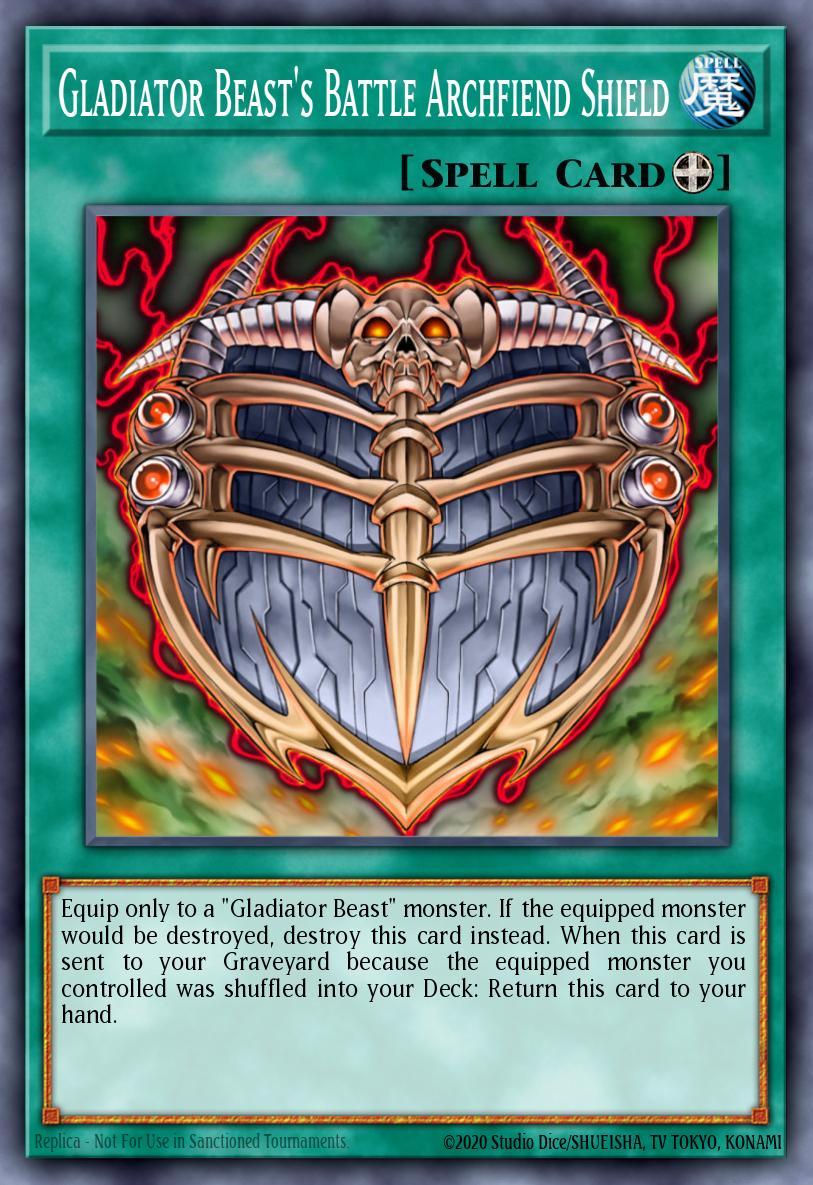 Gladiator Beast's Battle Archfiend Shield
SPELL
魔
[Spell Card]
Equip only to a "Gladiator Beast" monster. If the equipped monster
would be destroyed, destroy this card instead. When this card is
sent to your Graveyard because the equipped monster you
controlled was shuffled into your Deck: Return this card to your
hand.
Replica - Not For Use in Sanctioned Tournaments.
©2020 Studio Dice/SHUEISHA, TV TOKYO, KONAMI